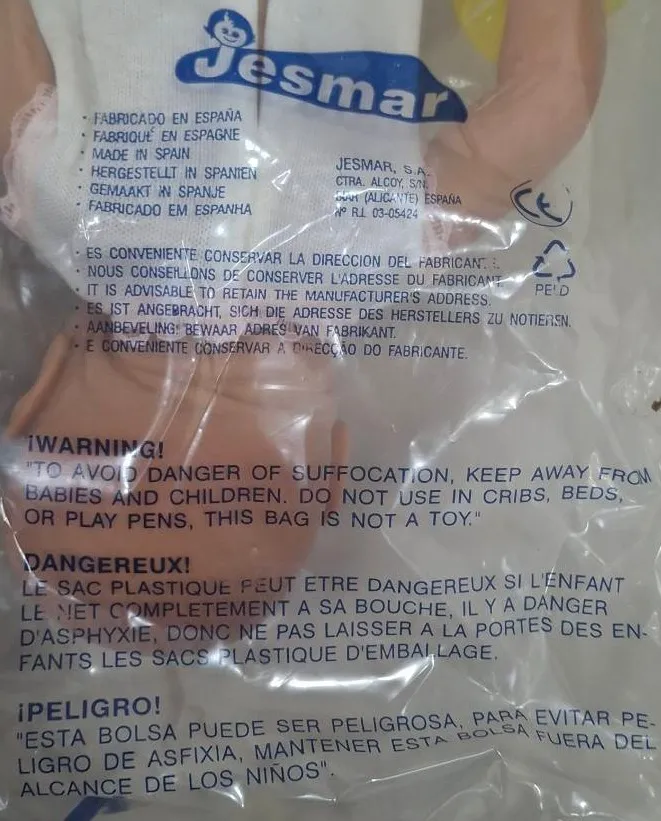 Jesmar
· FABRICADO EN ESPAÑA
· FABRIQUÉ EN ESPAGNE
· MADE IN SPAIN
· HERGESTELLT IN SPANIEN
· GEMAAKT IN SPANJE
· FABRICADO EM ESPANHA
JESMAR, S.A.
CTRA. ALCOY, S/N.
(ALICANTE) ESPAÑA
Nº R.I. 03-05424
CE
PELD
· ES CONVENIENTE CONSERVAR LA DIRECCION DEL FABRICANTE.
· NOUS CONSEILLONS DE CONSERVER L'ADRESSE DU FABRICANT
· IT IS ADVISABLE TO RETAIN THE MANUFACTURER'S ADDRESS.
· ES IST ANGEBRACHT, SICH DIE ADRESSE DES HERSTELLERS ZU NOTIEREN.
· AANBEVELING: BEWAAR ADRES VAN FABRIKANT.
· E CONVENIENTE CONSERVAR A DIRECÇÃO DO FABRICANTE.
¡WARNING!
"TO AVOID DANGER OF SUFFOCATION, KEEP AWAY FROM
BABIES AND CHILDREN. DO NOT USE IN CRIBS, BEDS,
OR PLAY PENS, THIS BAG IS NOT A TOY."
DANGEREUX!
LE SAC PLASTIQUE PEUT ETRE DANGEREUX SI L'ENFANT
LE MET COMPLETEMENT A SA BOUCHE, IL Y A DANGER
D'ASPHYXIE, DONC NE PAS LAISSER A LA PORTES DES EN-
FANTS LES SACS PLASTIQUE D'EMBALLAGE.
¡PELIGRO!
"ESTA BOLSA PUEDE SER PELIGROSA, PARA EVITAR PE-
LIGRO DE ASFIXIA, MANTENER ESTA BOLSA FUERA DEL
ALCANCE DE LOS NIÑOS".